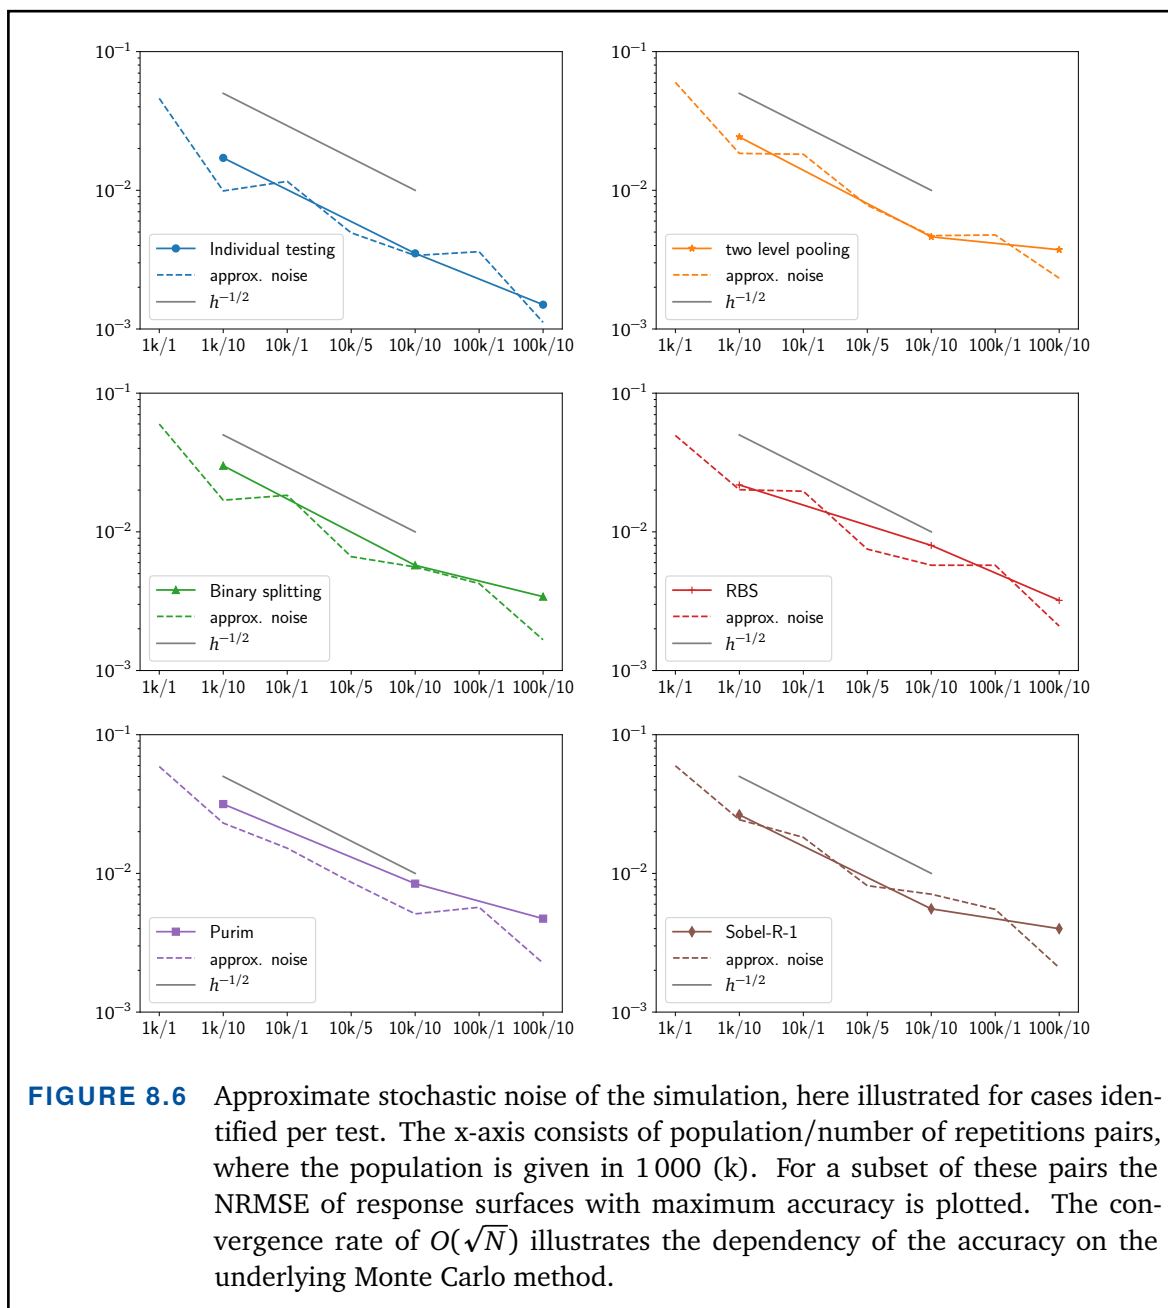 10⁻¹
10⁻²
10⁻³
Individual testing
approx. noise
h⁻¹/²
1k/1 1k/10 10k/1 10k/5 10k/10 100k/1 100k/10
10⁻¹
10⁻²
10⁻³
two level pooling
approx. noise
h⁻¹/²
1k/1 1k/10 10k/1 10k/5 10k/10 100k/1 100k/10
10⁻¹
10⁻²
10⁻³
Binary splitting
approx. noise
h⁻¹/²
1k/1 1k/10 10k/1 10k/5 10k/10 100k/1 100k/10
10⁻¹
10⁻²
10⁻³
RBS
approx. noise
h⁻¹/²
1k/1 1k/10 10k/1 10k/5 10k/10 100k/1 100k/10
10⁻¹
10⁻²
10⁻³
Purim
approx. noise
h⁻¹/²
1k/1 1k/10 10k/1 10k/5 10k/10 100k/1 100k/10
10⁻¹
10⁻²
10⁻³
Sobel-R-1
approx. noise
h⁻¹/²
1k/1 1k/10 10k/1 10k/5 10k/10 100k/1 100k/10
FIGURE 8.6 Approximate stochastic noise of the simulation, here illustrated for cases iden-
tified per test. The x-axis consists of population/number of repetitions pairs,
where the population is given in 1000 (k). For a subset of these pairs the
NRMSE of response surfaces with maximum accuracy is plotted. The con-
vergence rate of O(√N) illustrates the dependency of the accuracy on the
underlying Monte Carlo method.